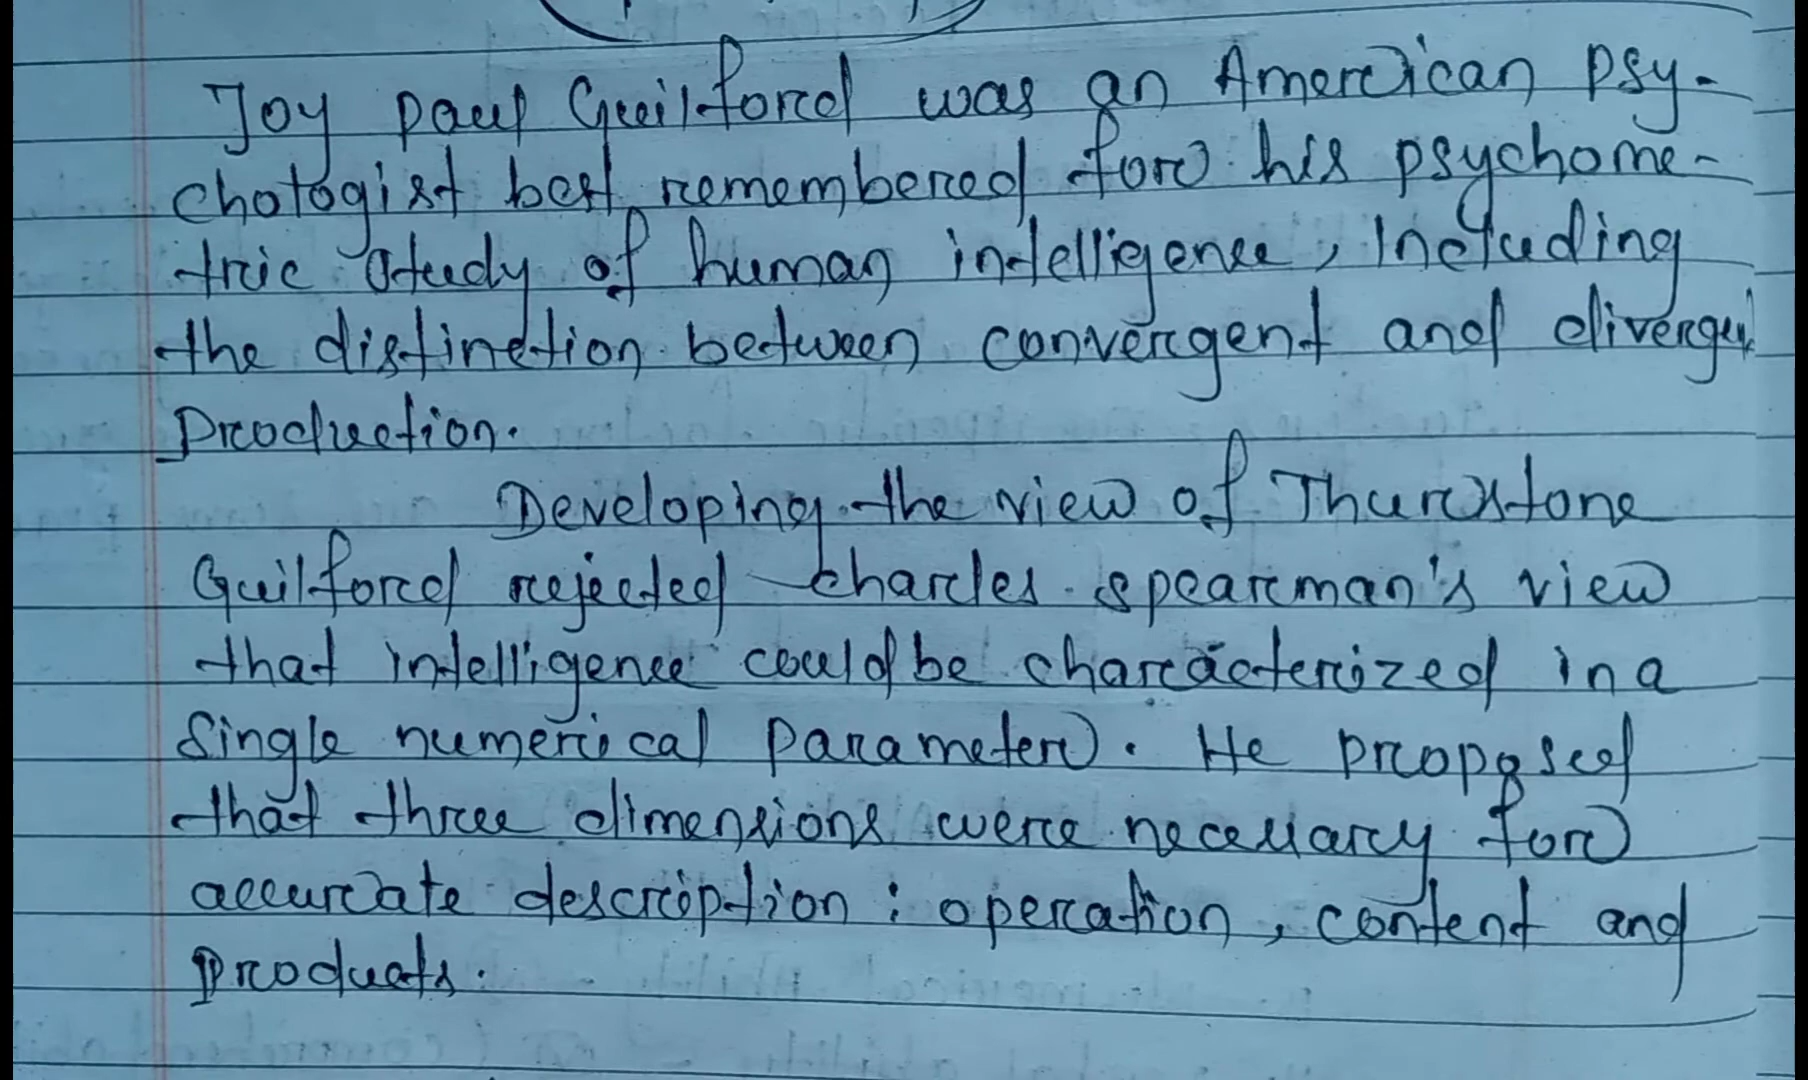 Joy paul Guilford was an American psy-
chologist best remembered for his psychome-
tric study of human intelligence, Including
the distinction between convergent and divergen
Production.
Developing the view of Thurstone
Guilford rejected charles spearman's view
that intelligence could be characterized in a
Single numerical parameter. He proposed
that three dimensions were necessary for
accurate description: operation, content and
Products.